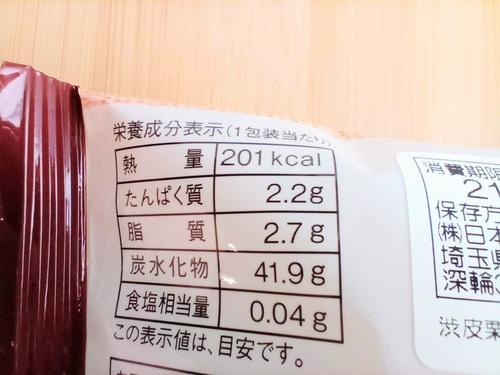 栄養成分表示(1包装当たり)
熱量 201kcal
たんぱく質 2.2g
脂質 2.7g
炭水化物 41.9g
食塩相当量 0.04g
この表示値は、目安です。
消費期限
21
保存
㈱日本
埼玉県
深輪
渋皮栗